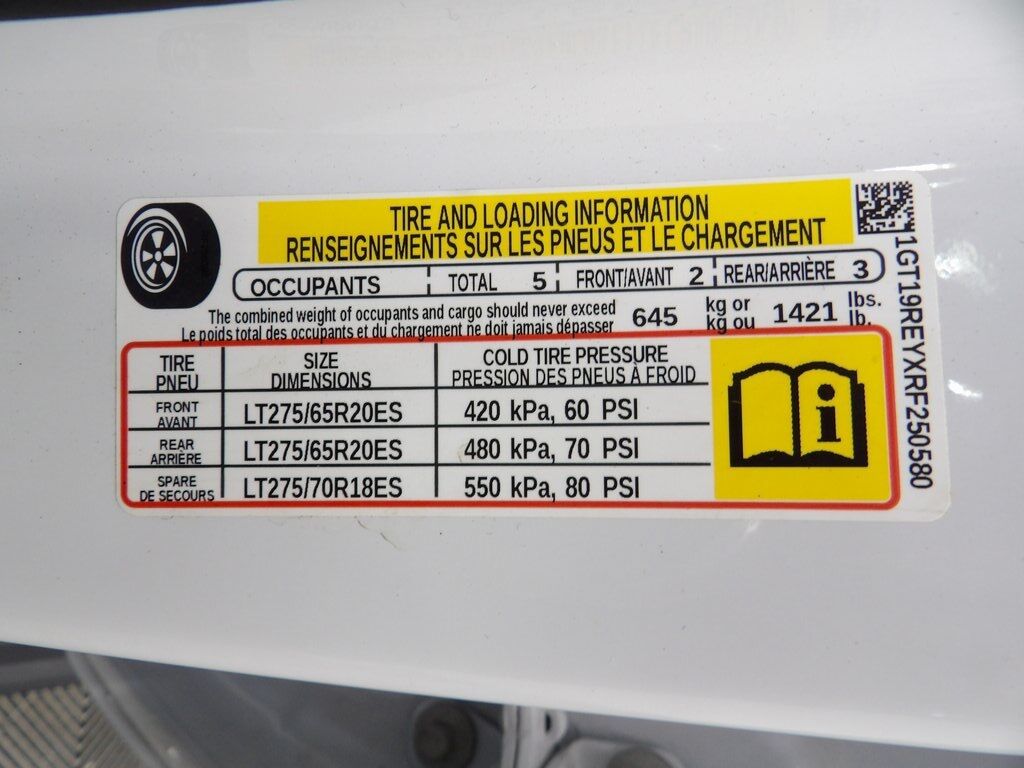 TIRE AND LOADING INFORMATION
RENSEIGNEMENTS SUR LES PNEUS ET LE CHARGEMENT
OCCUPANTS TOTAL 5 FRONT/AVANT 2 REAR/ARRIÈRE 3
The combined weight of occupants and cargo should never exceed 645 kg or 1421 lbs.
Le poids total des occupants et du chargement ne doit jamais dépasser kg ou lb.
TIRE SIZE COLD TIRE PRESSURE
PNEU DIMENSIONS PRESSION DES PNEUS À FROID
FRONT
AVANT LT275/65R20ES 420 kPa, 60 PSI
REAR
ARRIÈRE LT275/65R20ES 480 kPa, 70 PSI
SPARE
DE SECOURS LT275/70R18ES 550 kPa, 80 PSI
i
1GT19REYXRF250580